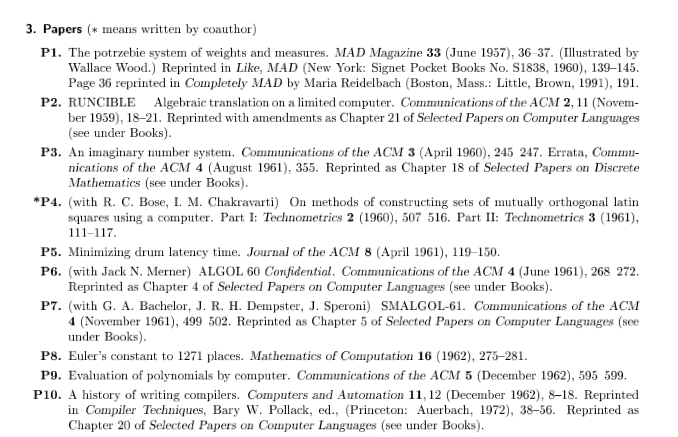 3. Papers (* means written by coauthor)
P1. The potrzebie system of weights and measures. MAD Magazine 33 (June 1957), 36–37. (Illustrated by
Wallace Wood.) Reprinted in Like, MAD (New York: Signet Pocket Books No. S1838, 1960), 139–145.
Page 36 reprinted in Completely MAD by Maria Reidelbach (Boston, Mass.: Little, Brown, 1991), 191.
P2. RUNCIBLE Algebraic translation on a limited computer. Communications of the ACM 2, 11 (Novem-
ber 1959), 18–21. Reprinted with amendments as Chapter 21 of Selected Papers on Computer Languages
(see under Books).
P3. An imaginary number system. Communications of the ACM 3 (April 1960), 245 247. Errata, Commu-
nications of the ACM 4 (August 1961), 355. Reprinted as Chapter 18 of Selected Papers on Discrete
Mathematics (see under Books).
*P4. (with R. C. Bose, I. M. Chakravarti) On methods of constructing sets of mutually orthogonal latin
squares using a computer. Part I: Technometrics 2 (1960), 507 516. Part II: Technometrics 3 (1961),
111–117.
P5. Minimizing drum latency time. Journal of the ACM 8 (April 1961), 119–150.
P6. (with Jack N. Merner) ALGOL 60 Confidential. Communications of the ACM 4 (June 1961), 268 272.
Reprinted as Chapter 4 of Selected Papers on Computer Languages (see under Books).
P7. (with G. A. Bachelor, J. R. H. Dempster, J. Speroni) SMALGOL-61. Communications of the ACM
4 (November 1961), 499 502. Reprinted as Chapter 5 of Selected Papers on Computer Languages (see
under Books).
P8. Euler's constant to 1271 places. Mathematics of Computation 16 (1962), 275–281.
P9. Evaluation of polynomials by computer. Communications of the ACM 5 (December 1962), 595 599.
P10. A history of writing compilers. Computers and Automation 11, 12 (December 1962), 8–18. Reprinted
in Compiler Techniques, Bary W. Pollack, ed., (Princeton: Auerbach, 1972), 38–56. Reprinted as
Chapter 20 of Selected Papers on Computer Languages (see under Books).